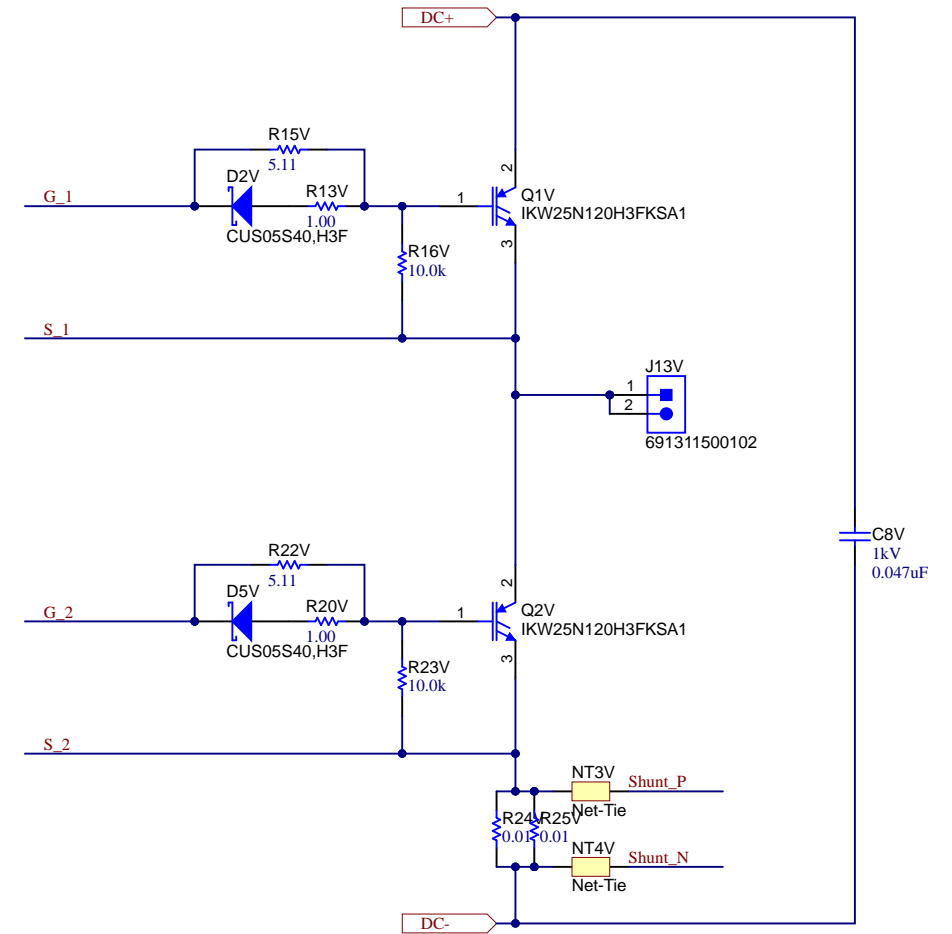 DC+
R15V
5.11
D2V
R13V
G_1
1.00
CUS05S40,H3F
1
2
Q1V
IKW25N120H3FKSA1
3
R16V
10.0k
S_1
J13V
1
2
691311500102
C8V
1kV
0.047uF
R22V
5.11
D5V
R20V
G_2
1.00
CUS05S40,H3F
1
2
Q2V
IKW25N120H3FKSA1
3
R23V
10.0k
S_2
NT3V
Shunt_P
Net-Tie
R24V
0.01
R25V
0.01
NT4V
Shunt_N
Net-Tie
DC-